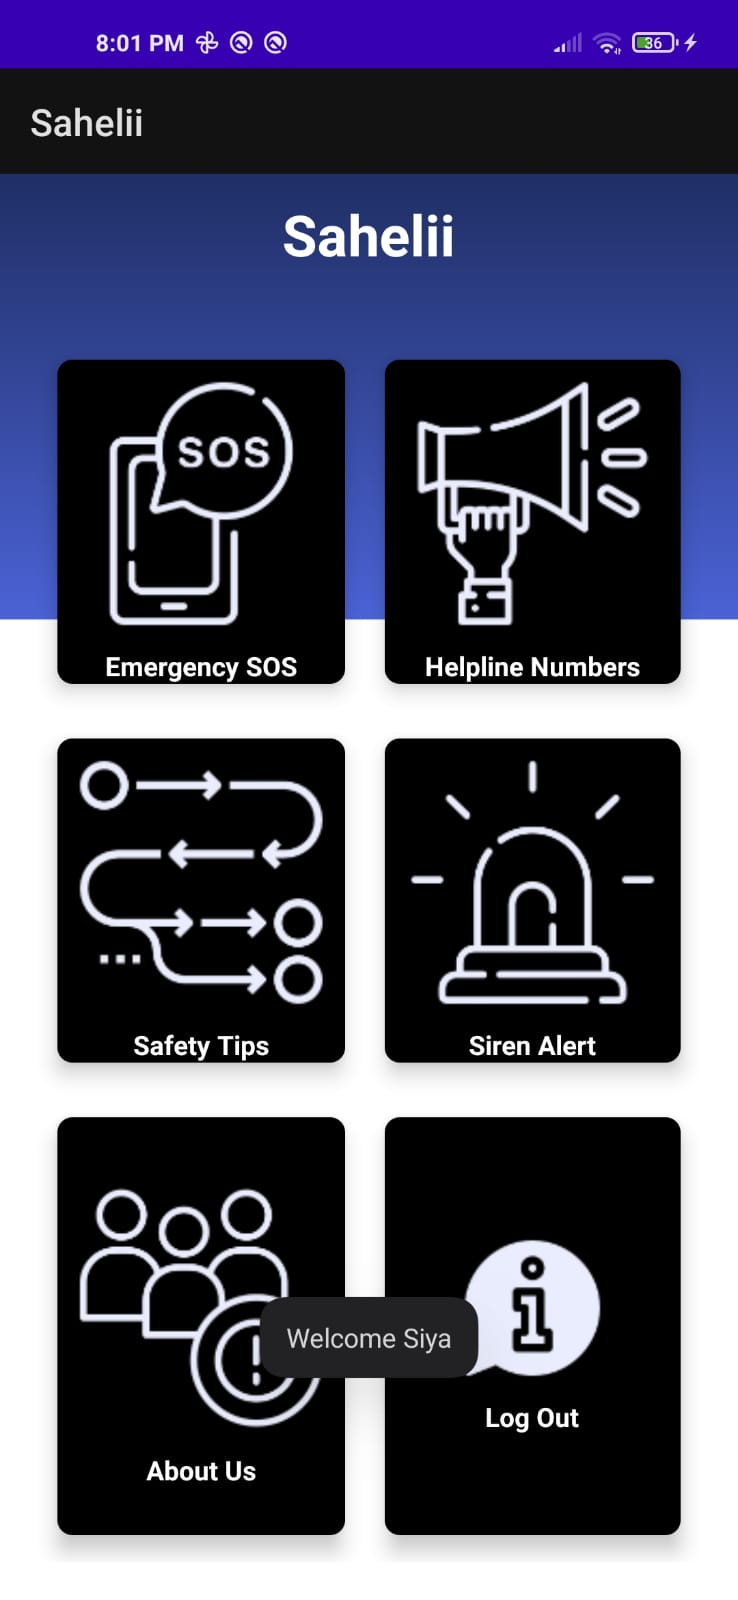 8:01 PM
36
Sahelii
Sahelii
SOS
Emergency SOS
Helpline Numbers
Safety Tips
Siren Alert
Welcome Siya
Log Out
About Us